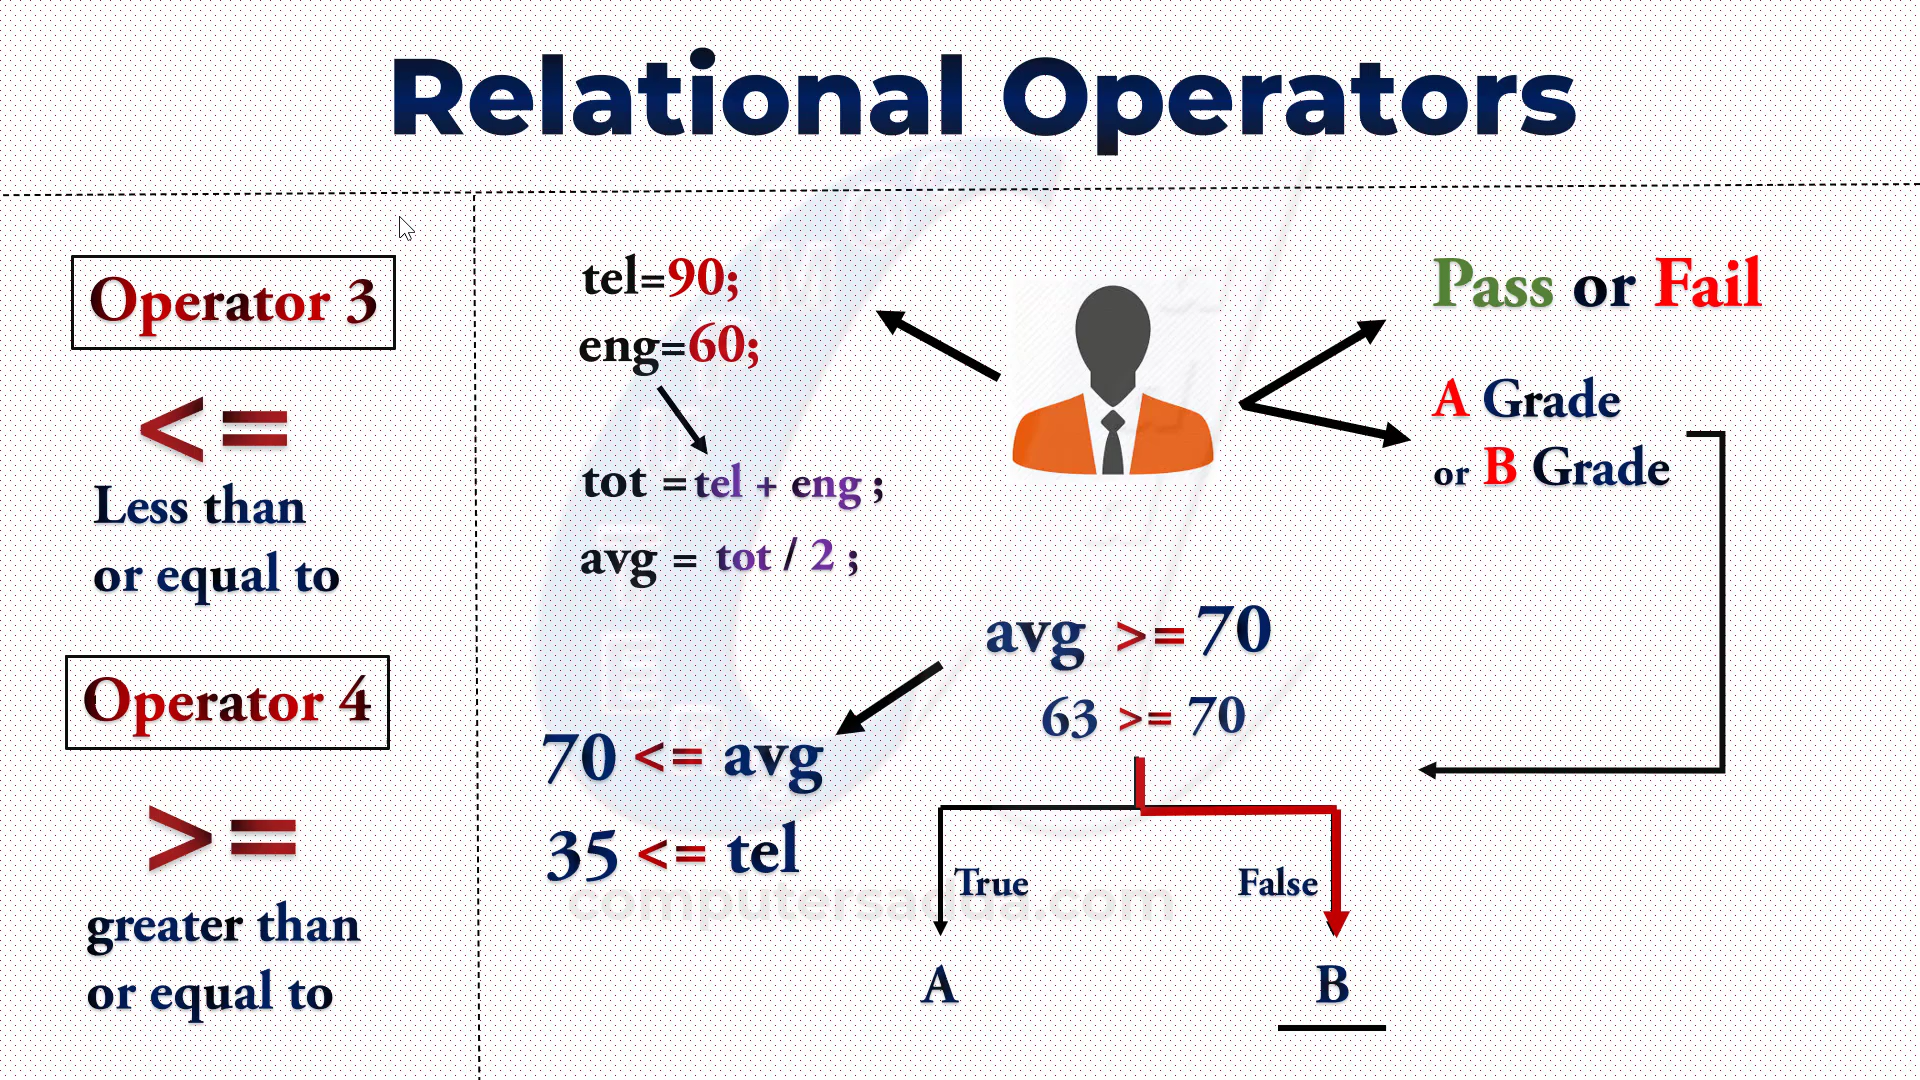 Relational Operators
Operator 3
<=
Less than
or equal to
Operator 4
>=
greater than
or equal to
tel=90;
eng=60;
tot =tel + eng ;
avg = tot / 2 ;
Pass or Fail
A Grade
or B Grade
avg >= 70
63 >= 70
70 <= avg
35 <= tel
True
False
A
B
computersadda.com